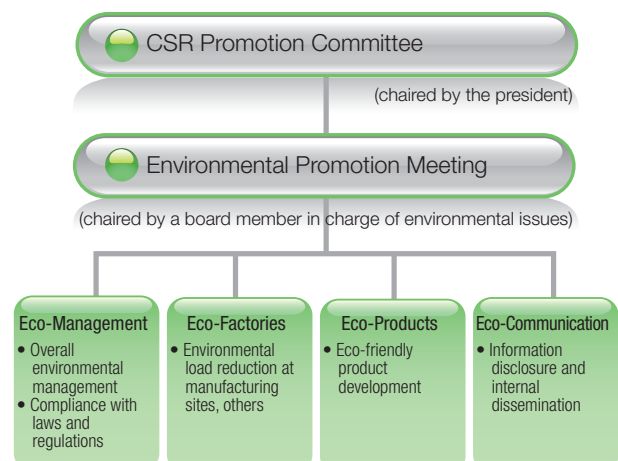 CSR Promotion Committee
(chaired by the president)
Environmental Promotion Meeting
(chaired by a board member in charge of environmental issues)
Eco-Management
• Overall
environmental
management
• Compliance with
laws and
regulations
Eco-Factories
• Environmental
load reduction at
manufacturing
sites, others
Eco-Products
• Eco-friendly
product
development
Eco-Communication
• Information
disclosure and
internal
dissemination